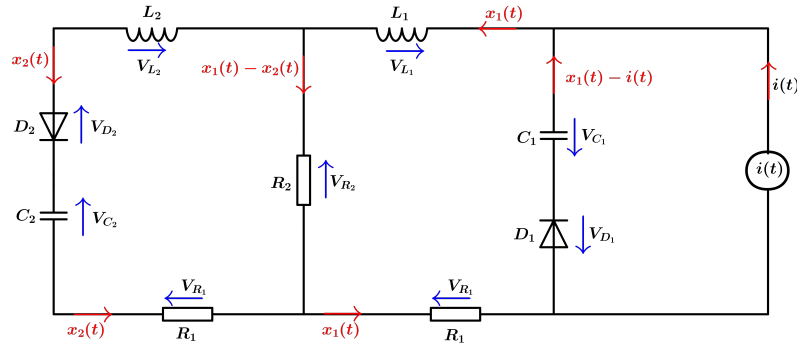 L₂
L₁
x₁(t)
x₂(t)
V_{L₂}
x₁(t) − x₂(t)
V_{L₁}
x₁(t) − i(t)
i(t)
D₂
V_{D₂}
C₁
V_{C₁}
i(t)
R₂
V_{R₂}
C₂
V_{C₂}
D₁
V_{D₁}
V_{R₁}
V_{R₁}
x₂(t)
R₁
x₁(t)
R₁